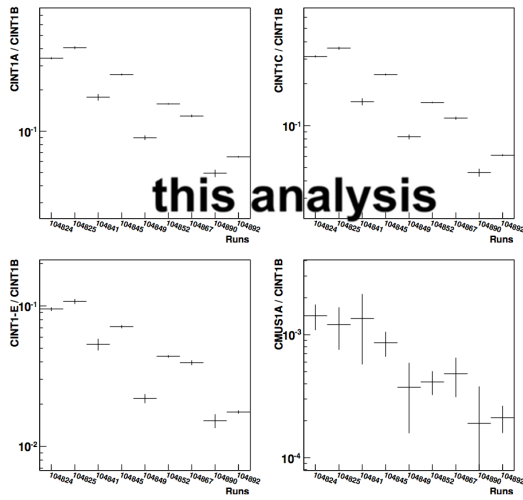 CINT1A / CINT1B
10-1
104824 104825 104841 104845 104849 104852 104867 104890 104892
Runs
CINT1C / CINT1B
10-1
104824 104825 104841 104845 104849 104852 104867 104890 104892
Runs
this analysis
CINT1-E / CINT1B
10-1
10-2
104824 104825 104841 104845 104849 104852 104867 104890 104892
Runs
CMUS1A / CINT1B
10-3
10-4
104824 104825 104841 104845 104849 104852 104867 104890 104892
Runs